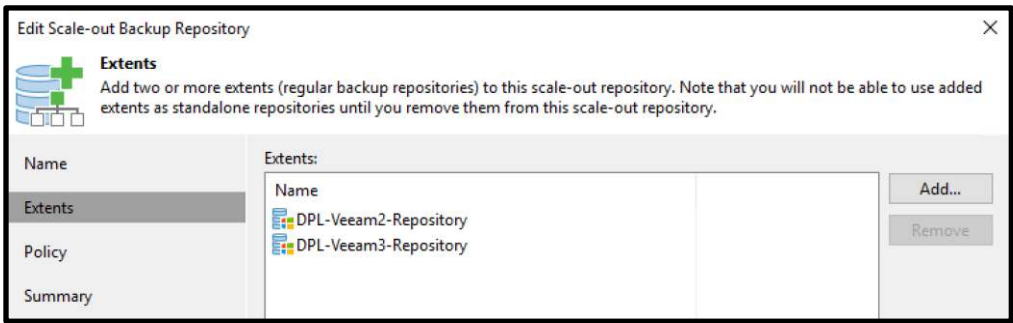 Edit Scale-out Backup Repository
Extents
Add two or more extents (regular backup repositories) to this scale-out repository. Note that you will not be able to use added
extents as standalone repositories until you remove them from this scale-out repository.
Name
Extents
Policy
Summary
Extents:
Name
DPL-Veeam2-Repository
DPL-Veeam3-Repository
Add...
Remove